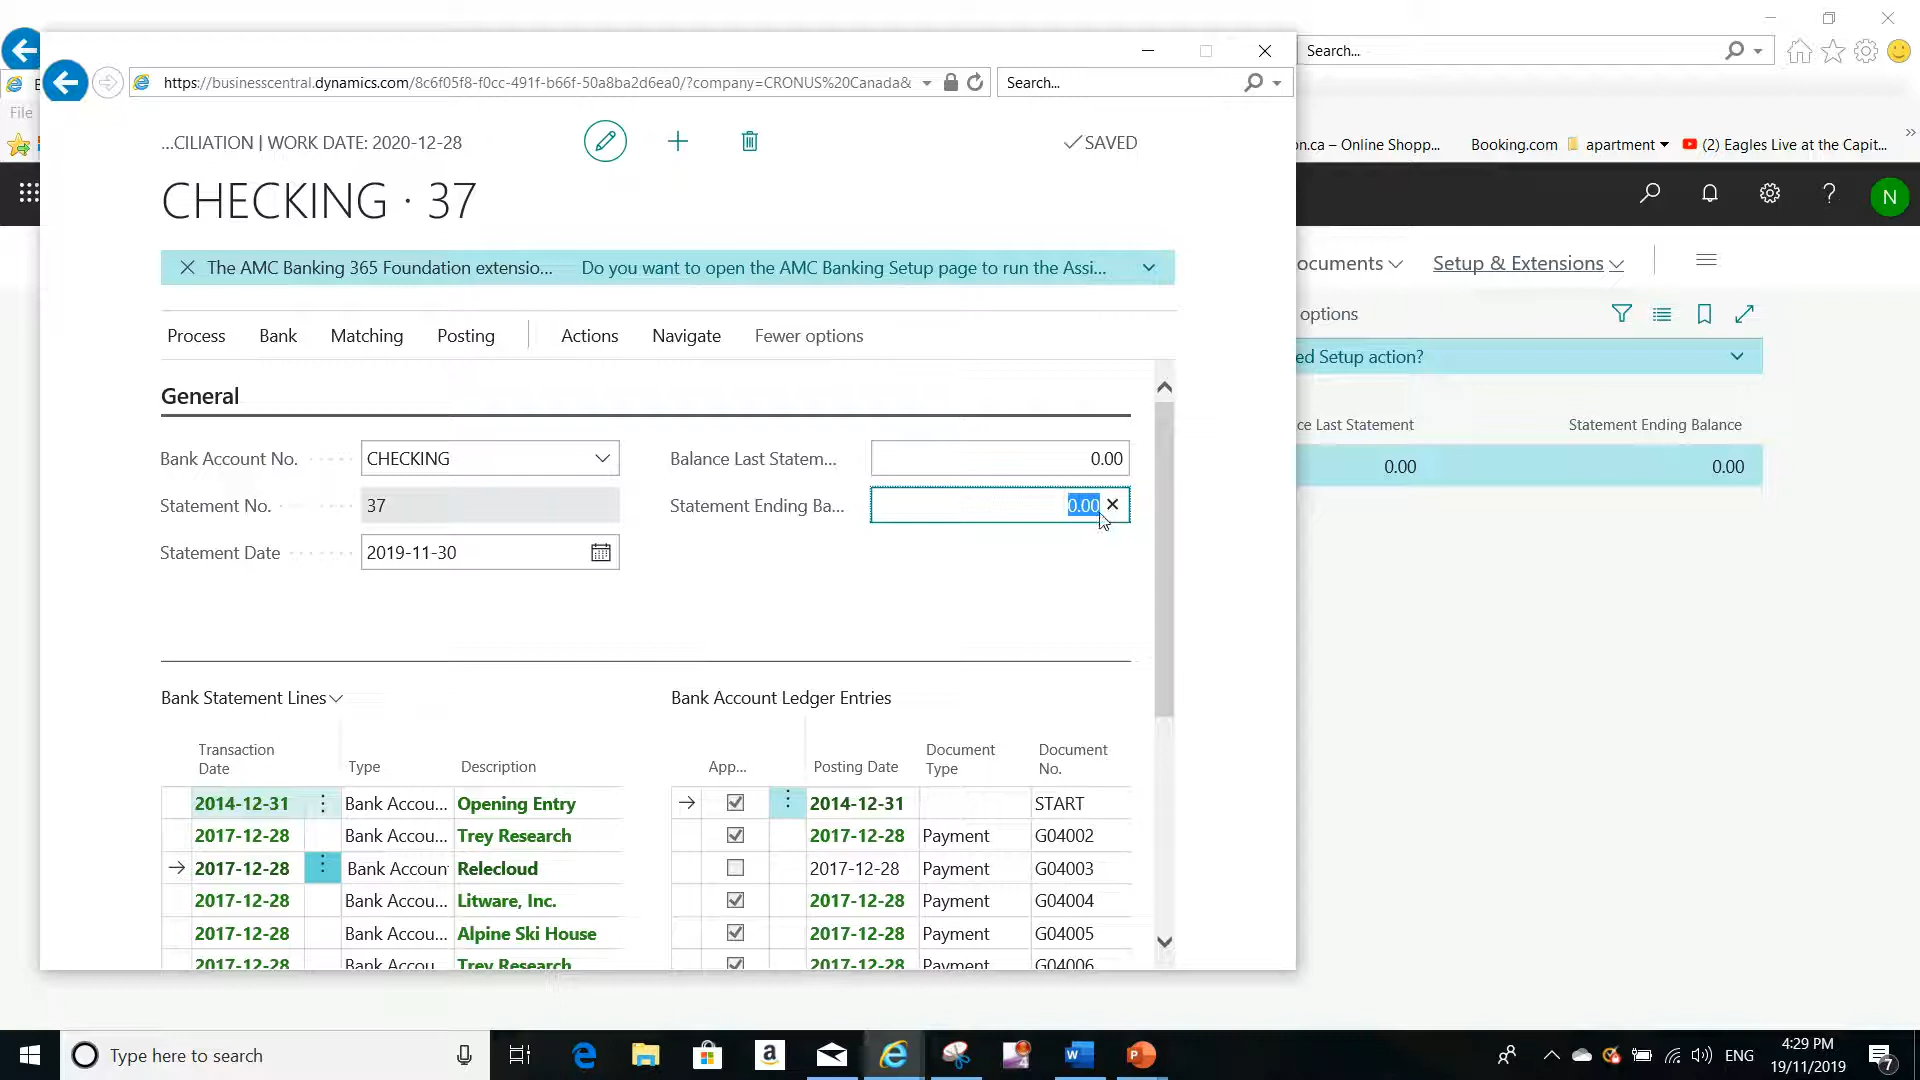 Search...
https://businesscentral.dynamics.com/8c6f05f8-f0cc-491f-b66f-50a8ba2d6ea0/?company=CRONUS%20Canada&
Search...
File
n.ca – Online Shopp...
Booking.com
apartment
(2) Eagles Live at the Capit...
...CILIATION | WORK DATE: 2020-12-28
✓SAVED
CHECKING · 37
N
The AMC Banking 365 Foundation extensio...
Do you want to open the AMC Banking Setup page to run the Assi...
ocuments
Setup & Extensions
options
Process
Bank
Matching
Posting
Actions
Navigate
Fewer options
ed Setup action?
General
ce Last Statement
Statement Ending Balance
0.00
0.00
Bank Account No.
CHECKING
Balance Last Statem...
0.00
Statement No.
37
Statement Ending Ba...
0.00
Statement Date
2019-11-30
Bank Statement Lines
Bank Account Ledger Entries
Transaction
Date
Type
Description
App...
Posting Date
Document
Type
Document
No.
2014-12-31 Bank Accou... Opening Entry
2014-12-31 START
2017-12-28 Bank Accou... Trey Research
2017-12-28 Payment G04002
2017-12-28 Bank Account Relecloud
2017-12-28 Payment G04003
2017-12-28 Bank Accou... Litware, Inc.
2017-12-28 Payment G04004
2017-12-28 Bank Accou... Alpine Ski House
2017-12-28 Payment G04005
2017-12-28 Bank Accou... Trey Research
2017-12-28 Payment G04006
Type here to search
ENG
4:29 PM
19/11/2019
7